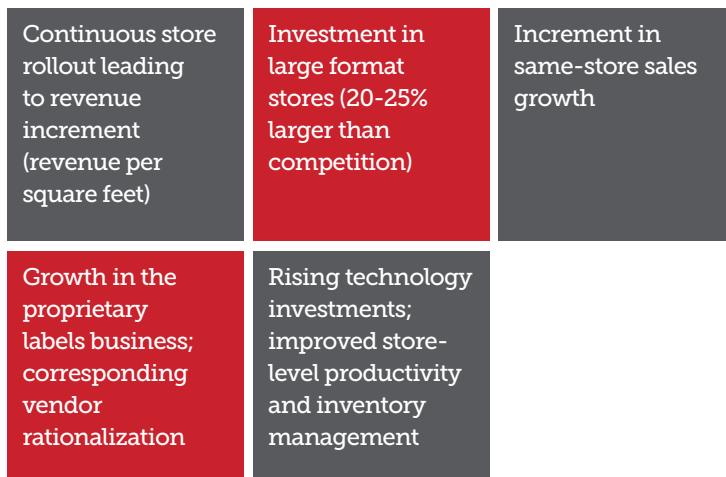 Continuous store
rollout leading
to revenue
increment
(revenue per
square feet)
Investment in
large format
stores (20-25%
larger than
competition)
Increment in
same-store sales
growth
Growth in the
proprietary
labels business;
corresponding
vendor
rationalization
Rising technology
investments;
improved store-
level productivity
and inventory
management